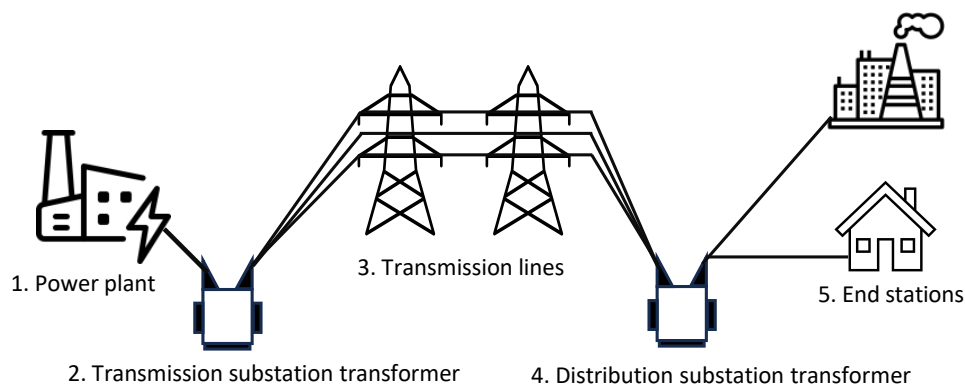 1. Power plant
2. Transmission substation transformer
3. Transmission lines
4. Distribution substation transformer
5. End stations